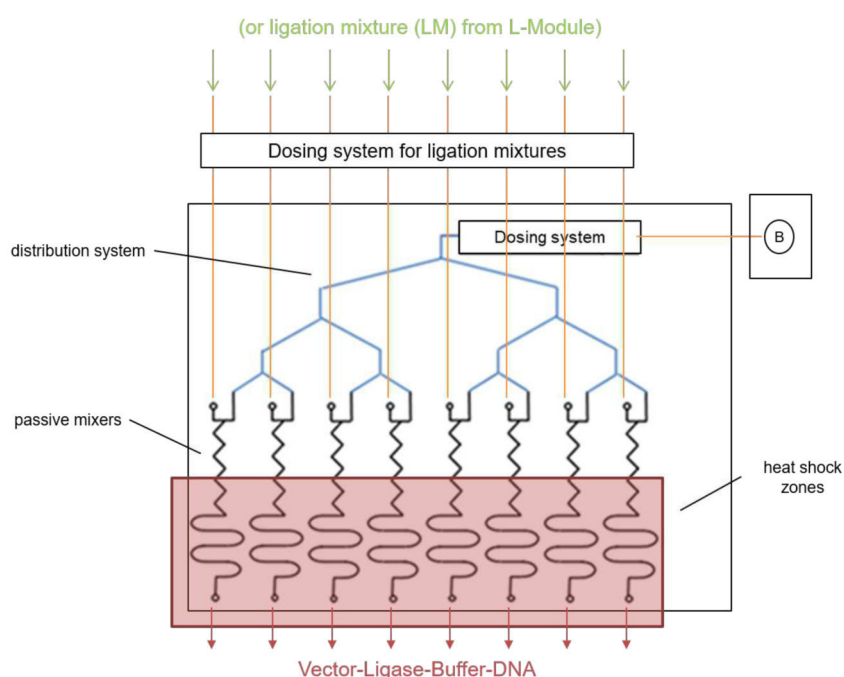 (or ligation mixture (LM) from L-Module)
Dosing system for ligation mixtures
distribution system
Dosing system
B
passive mixers
heat shock
zones
Vector-Ligase-Buffer-DNA